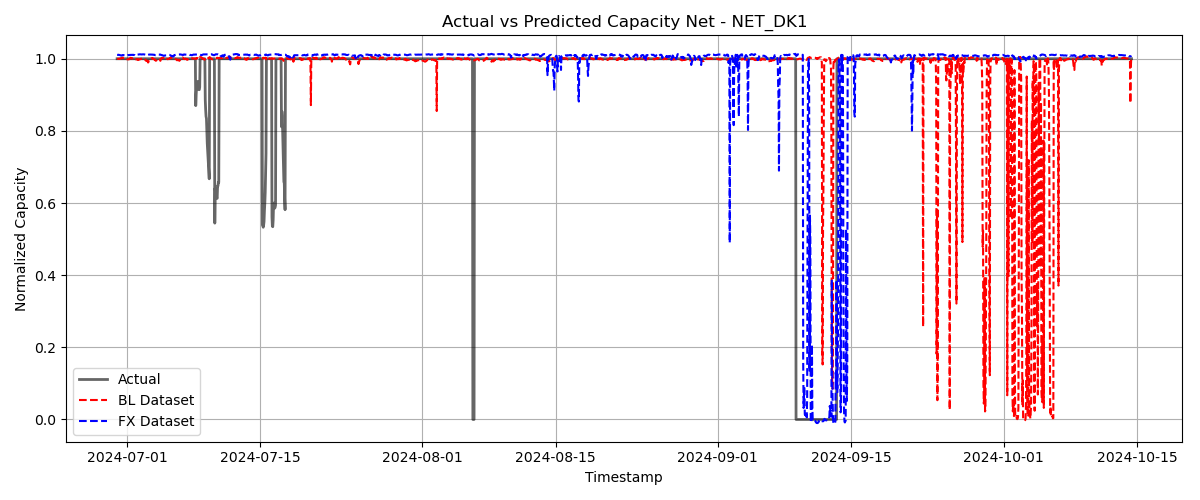 Actual vs Predicted Capacity Net - NET_DK1
Normalized Capacity
1.0
0.8
0.6
0.4
0.2
0.0
Actual
BL Dataset
FX Dataset
2024-07-01 2024-07-15 2024-08-01 2024-08-15 2024-09-01 2024-09-15 2024-10-01 2024-10-15
Timestamp